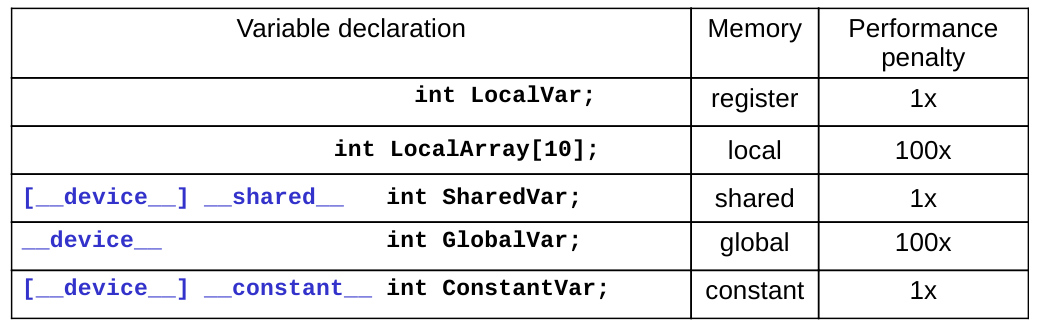 Variable declaration Memory Performance
penalty
int LocalVar; register 1x
int LocalArray[10]; local 100x
[__device__] __shared__ int SharedVar; shared 1x
__device__ int GlobalVar; global 100x
[__device__] __constant__ int ConstantVar; constant 1x